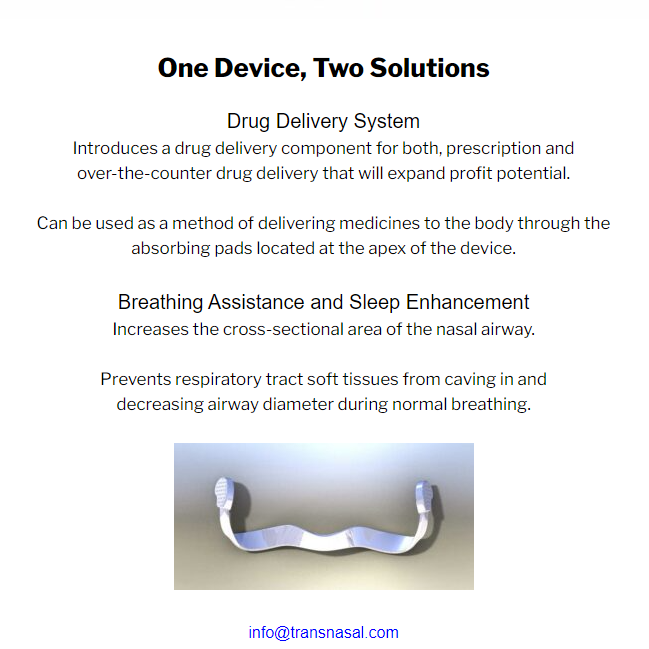 One Device, Two Solutions
Drug Delivery System
Introduces a drug delivery component for both, prescription and
over-the-counter drug delivery that will expand profit potential.
Can be used as a method of delivering medicines to the body through the
absorbing pads located at the apex of the device.
Breathing Assistance and Sleep Enhancement
Increases the cross-sectional area of the nasal airway.
Prevents respiratory tract soft tissues from caving in and
decreasing airway diameter during normal breathing.
info@transnasal.com